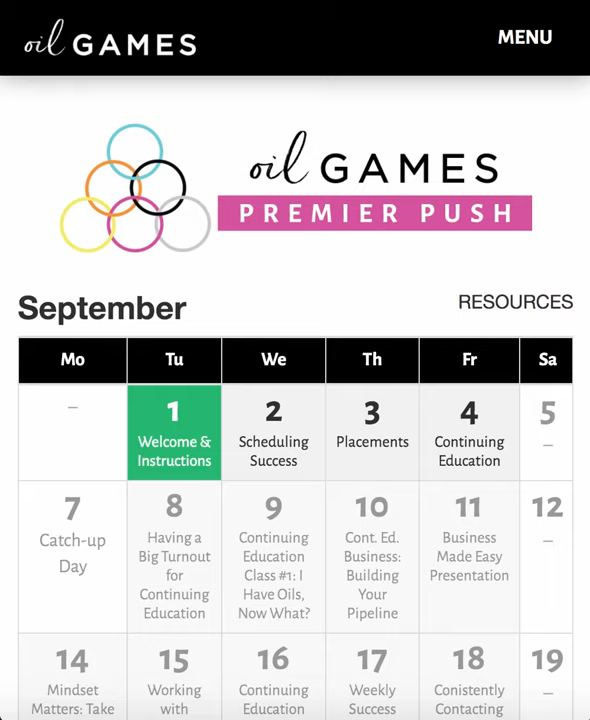 oil GAMES
MENU
oil GAMES
PREMIER PUSH
September
RESOURCES
Mo Tu We Th Fr Sa
– 1 2 3 4 5
Welcome & Scheduling Placements Continuing –
Instructions Success Education
7 8 9 10 11 12
Catch-up Having a Continuing Cont. Ed. Business –
Day Big Turnout Education Business: Made Easy
for Class #1: I Building Presentation
Continuing Have Oils, Your
Education Now What? Pipeline
14 15 16 17 18 19
Mindset Working Continuing Weekly Conistently –
Matters: Take with Education Success Contacting